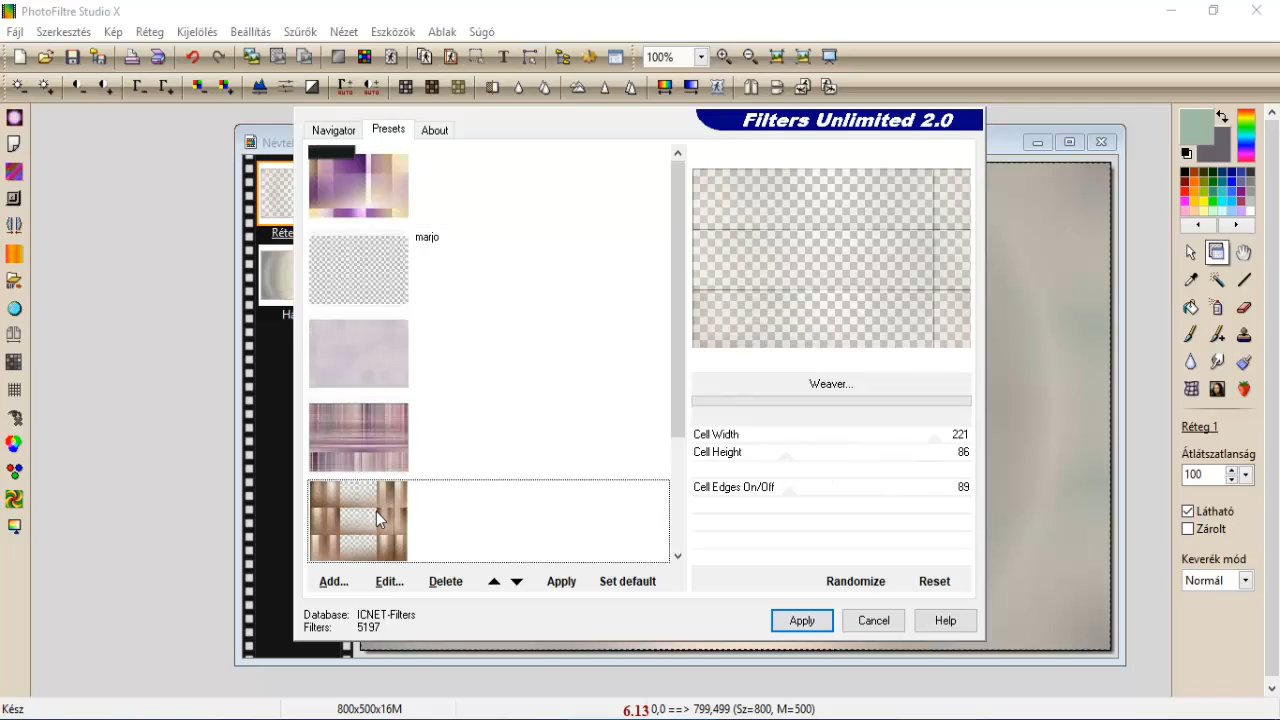 PhotoFiltre Studio X
Fájl Szerkesztés Kép Réteg Kijelölés Beállítás Szűrők Nézet Eszközök Ablak Súgó
100%
Navigator Presets About
Filters Unlimited 2.0
Névtel
Réte
Há
marjo
Weaver...
Cell Width 221
Cell Height 86
Cell Edges On/Off 89
Add... Edit... Delete Apply Set default
Randomize Reset
Database: ICNET-Filters
Filters: 5197
Apply Cancel Help
Réteg 1
Átlátszatlanság
100
Látható
Zárolt
Keverék mód
Normál
Kész 800x500x16M 6.13 0,0 ==> 799,499 (Sz=800, M=500)